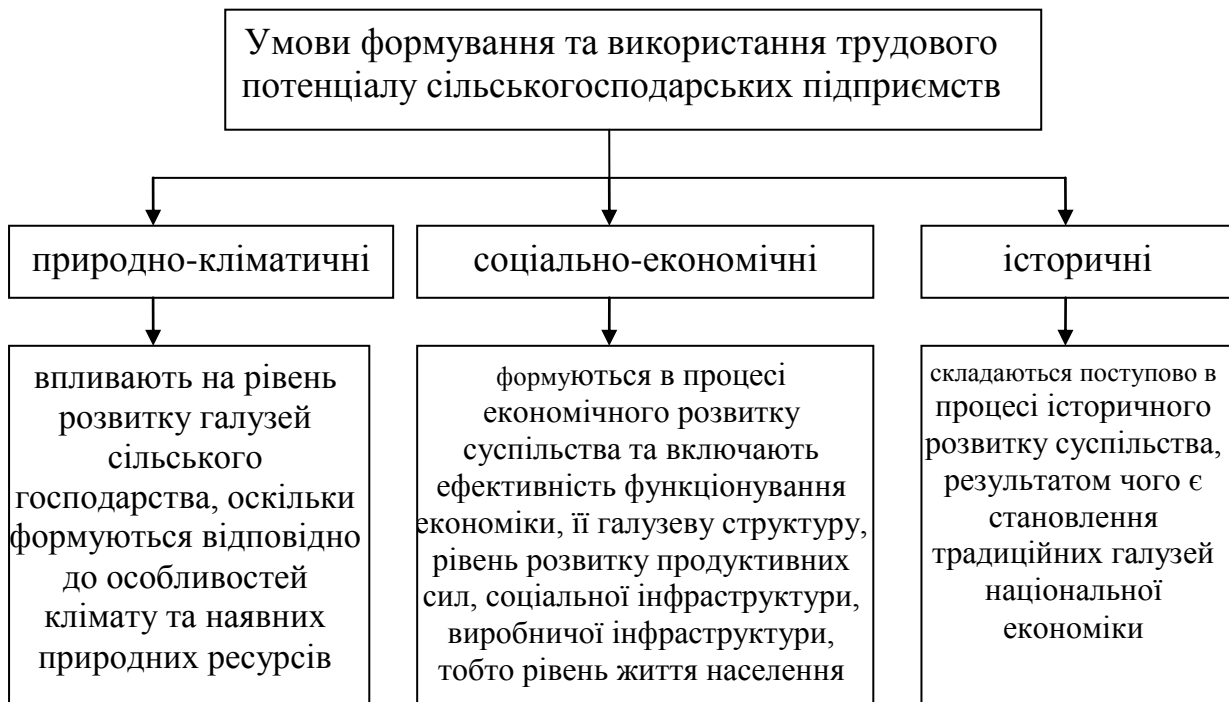 Умови формування та використання трудового
потенціалу сільськогосподарських підприємств
природно-кліматичні
соціально-економічні
історичні
впливають на рівень
розвитку галузей
сільського
господарства, оскільки
формуються відповідно
до особливостей
клімату та наявних
природних ресурсів
формуються в процесі
економічного розвитку
суспільства та включають
ефективність функціонування
економіки, її галузеву структуру,
рівень розвитку продуктивних
сил, соціальної інфраструктури,
виробничої інфраструктури,
тобто рівень життя населення
складаються поступово в
процесі історичного
розвитку суспільства,
результатом чого є
становлення
традиційних галузей
національної
економіки